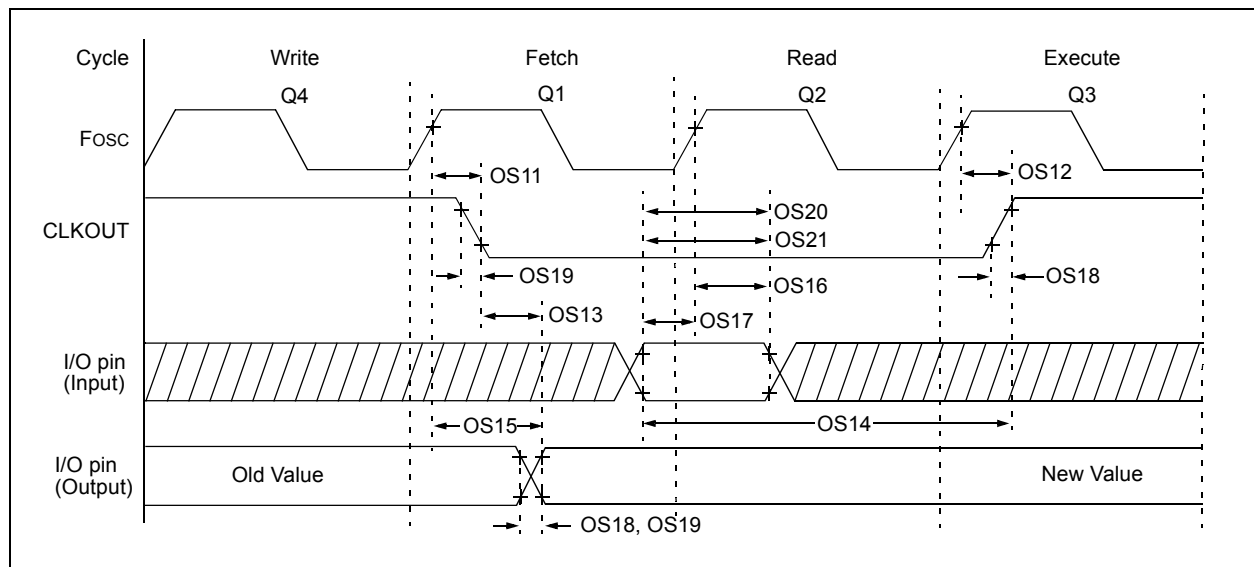 Cycle Write Fetch Read Execute
Q4 Q1 Q2 Q3
Fosc
OS11 OS12
OS20
CLKOUT
OS21
OS19 OS16 OS18
OS13 OS17
I/O pin
(Input)
OS15 OS14
I/O pin
(Output)
Old Value New Value
OS18, OS19